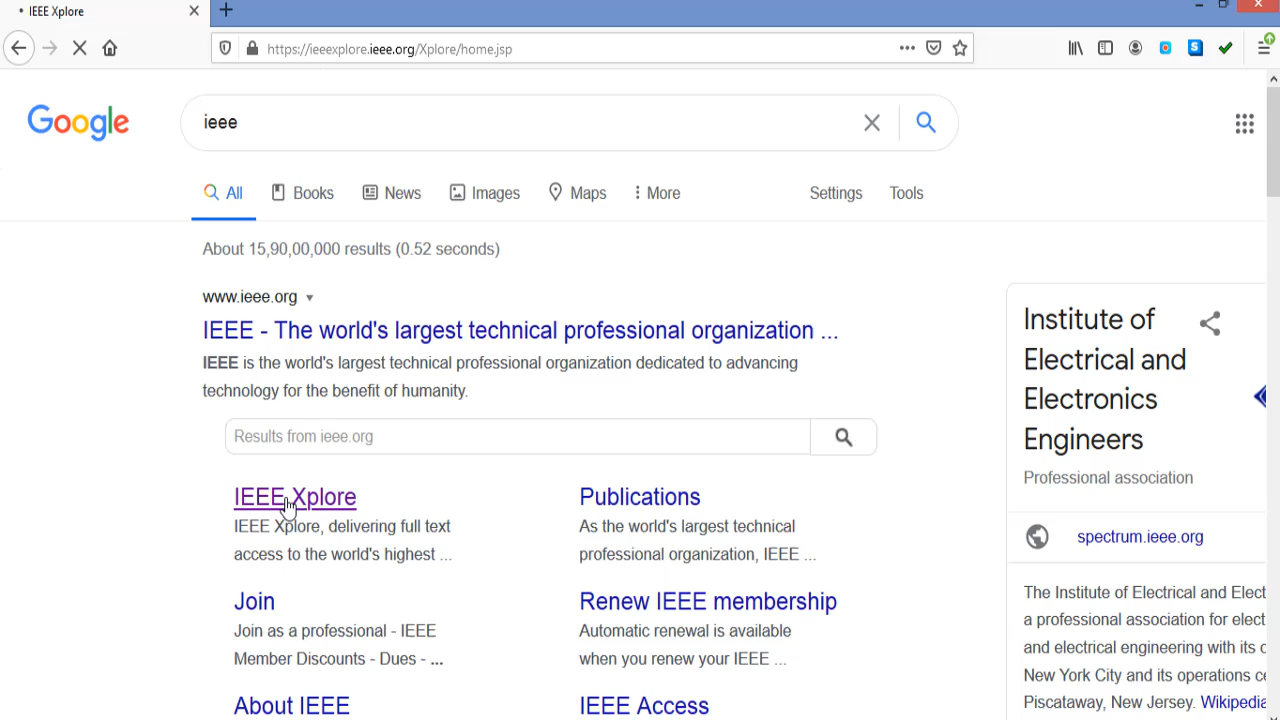 IEEE Xplore
https://ieeexplore.ieee.org/Xplore/home.jsp
Google
ieee
All Books News Images Maps More Settings Tools
About 15,90,00,000 results (0.52 seconds)
www.ieee.org
IEEE - The world's largest technical professional organization ...
IEEE is the world's largest technical professional organization dedicated to advancing
technology for the benefit of humanity.
Results from ieee.org
IEEE Xplore
IEEE Xplore, delivering full text
access to the world's highest ...
Publications
As the world's largest technical
professional organization, IEEE ...
Join
Join as a professional - IEEE
Member Discounts - Dues - ...
Renew IEEE membership
Automatic renewal is available
when you renew your IEEE ...
About IEEE
IEEE Access
Institute of
Electrical and
Electronics
Engineers
Professional association
spectrum.ieee.org
The Institute of Electrical and Elect
a professional association for elect
and electrical engineering with its c
New York City and its operations ce
Piscataway, New Jersey. Wikipedia